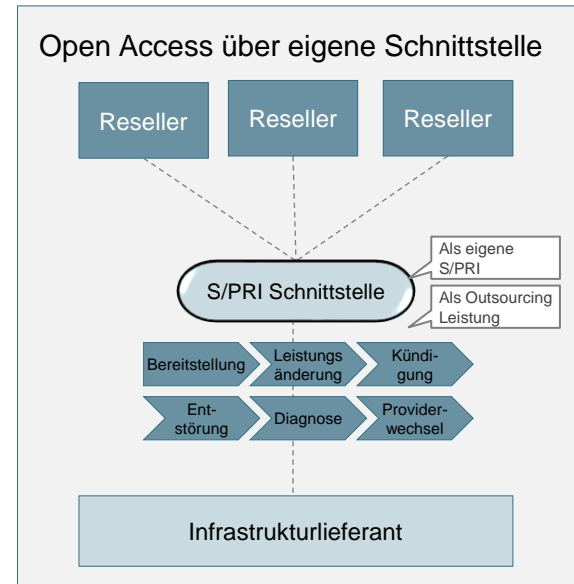 Open Access über eigene Schnittstelle
Reseller
Reseller
Reseller
Als eigene
S/PRI
S/PRI Schnittstelle
Als Outsourcing
Leistung
Bereitstellung
Leistungs
änderung
Kündi-
gung
Ent-
störung
Diagnose
Provider-
wechsel
Infrastrukturlieferant